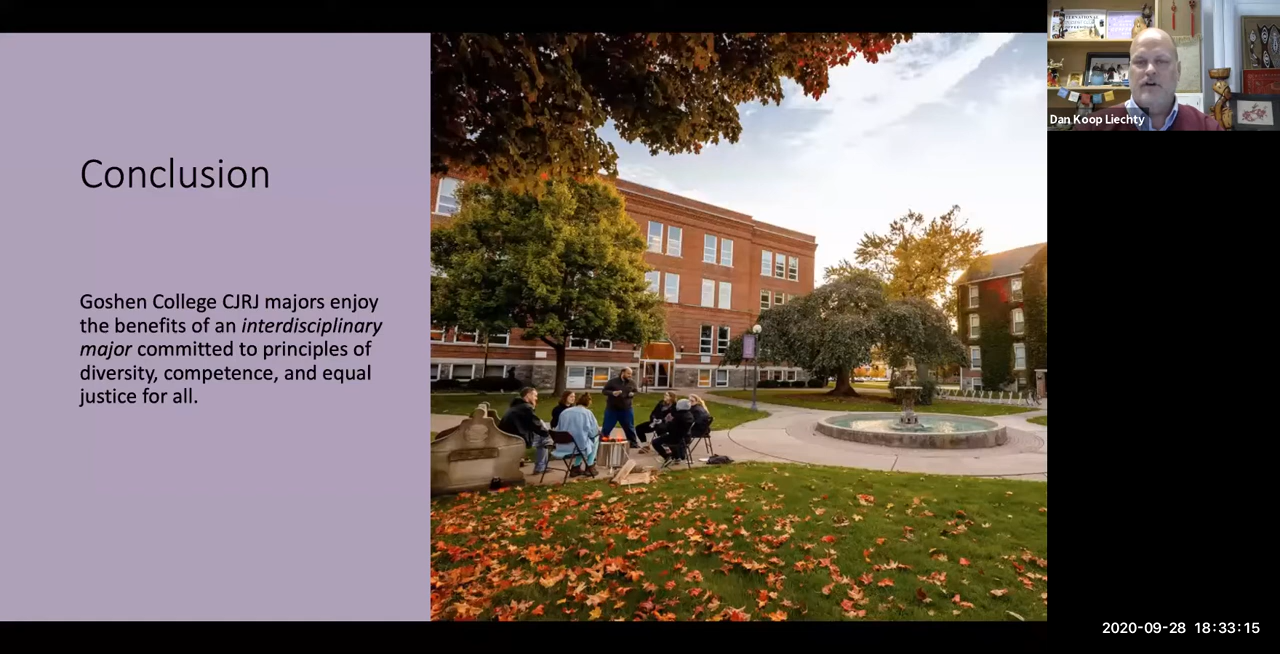 Conclusion
Goshen College CJRJ majors enjoy
the benefits of an interdisciplinary
major committed to principles of
diversity, competence, and equal
justice for all.
Dan Koop Liechty
2020-09-28 18:33:15